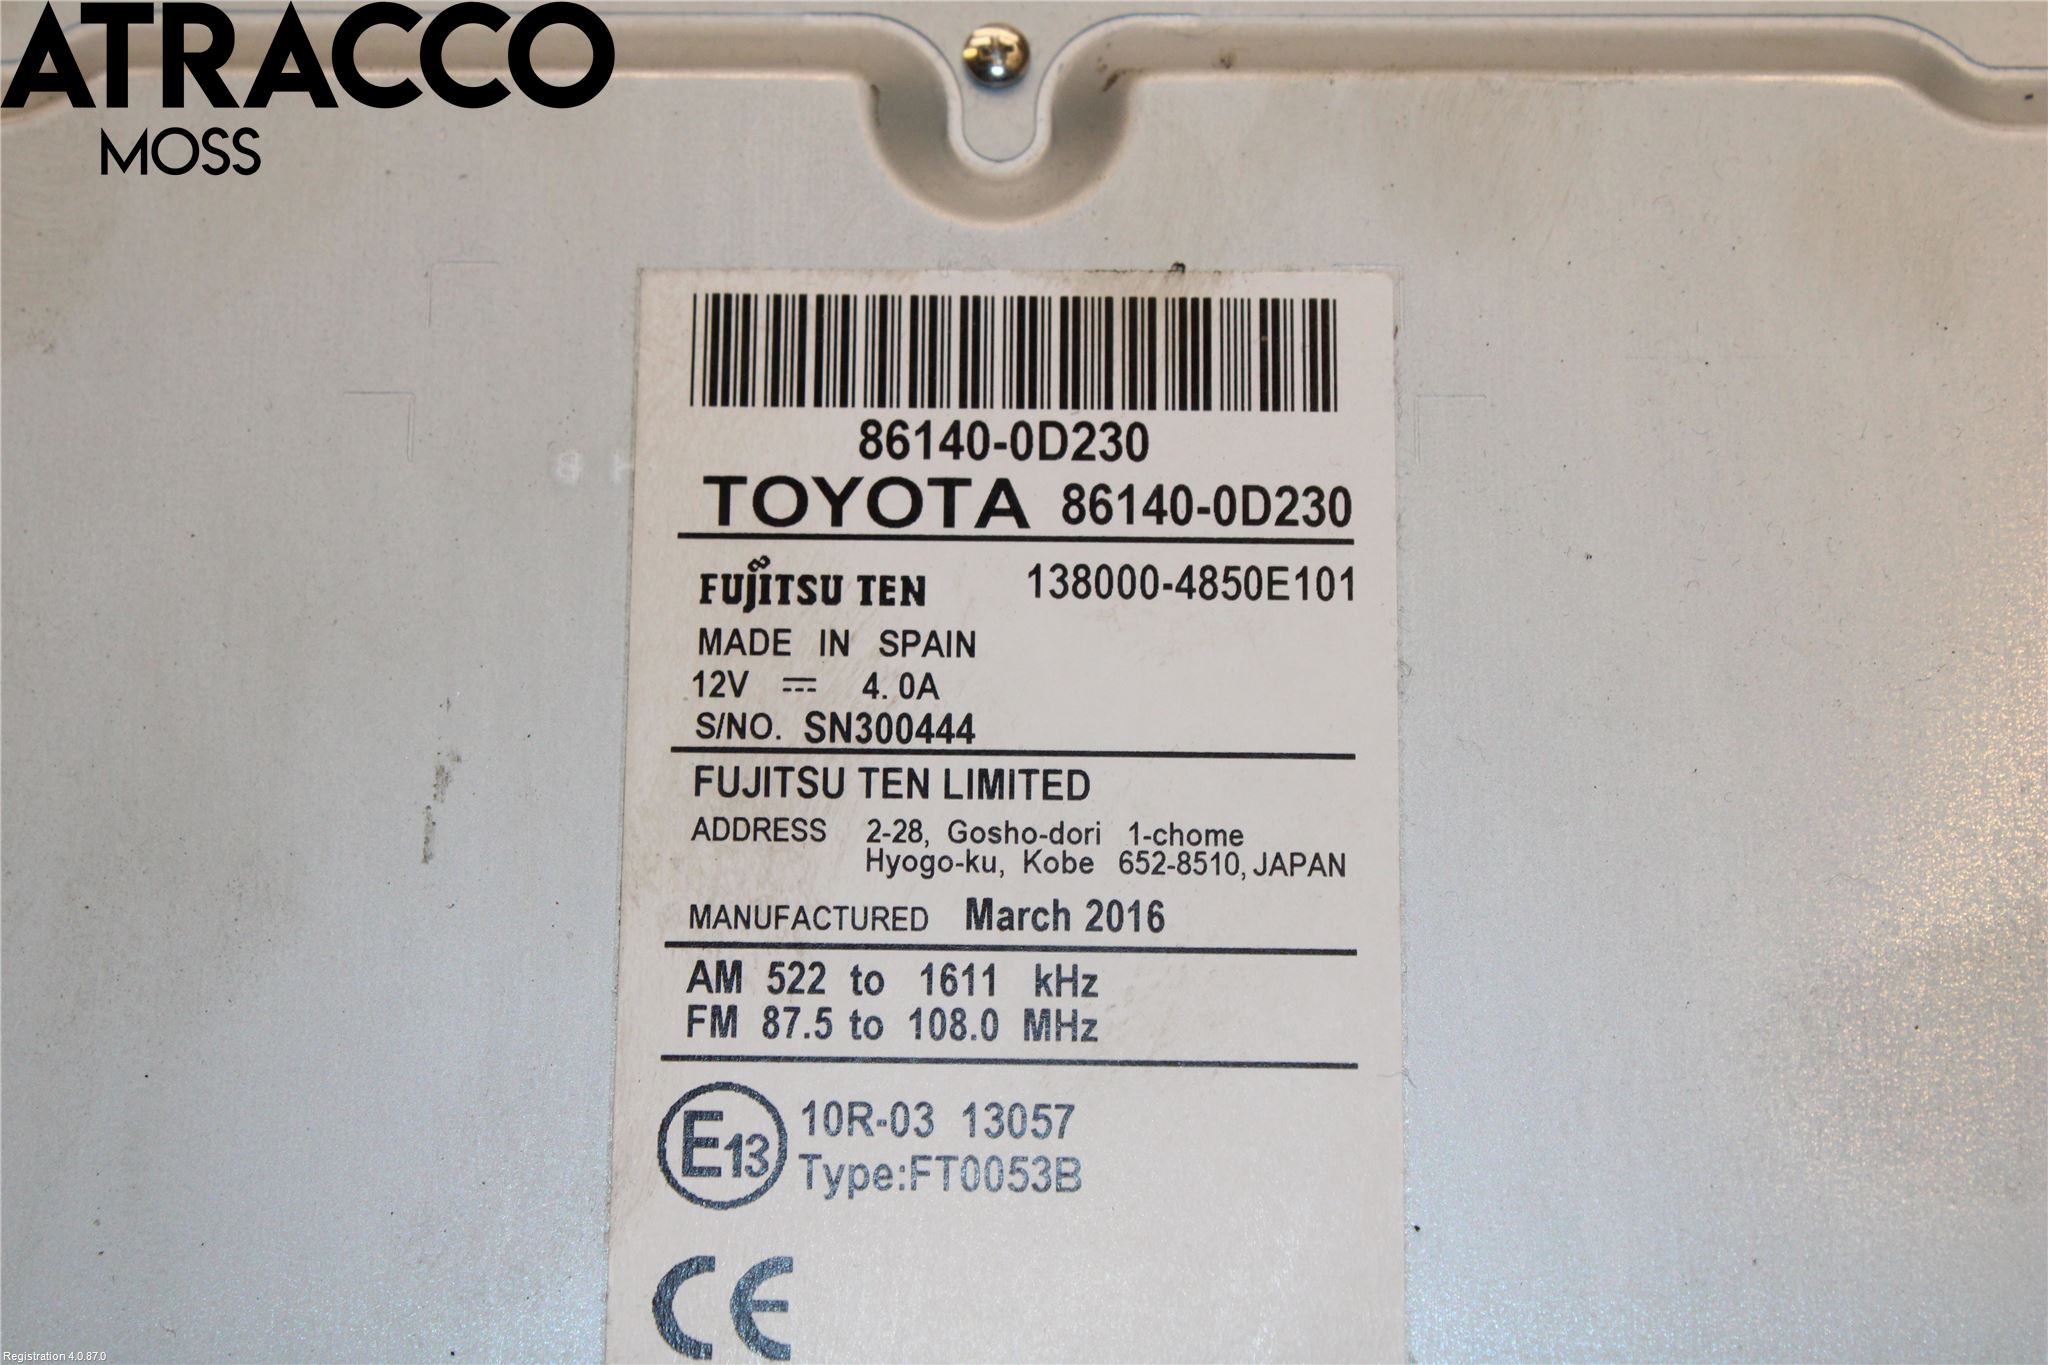 ATRACCO
MOSS
86140-0D230
TOYOTA 86140-0D230
FUJITSU TEN 138000-4850E101
MADE IN SPAIN
12V ⎓ 4.0A
S/NO. SN300444
FUJITSU TEN LIMITED
ADDRESS 2-28, Gosho-dori 1-chome
Hyogo-ku, Kobe 652-8510, JAPAN
MANUFACTURED March 2016
AM 522 to 1611 kHz
FM 87.5 to 108.0 MHz
E13 10R-03 13057
Type:FT0053B
CE
Registration 4.0.87.0